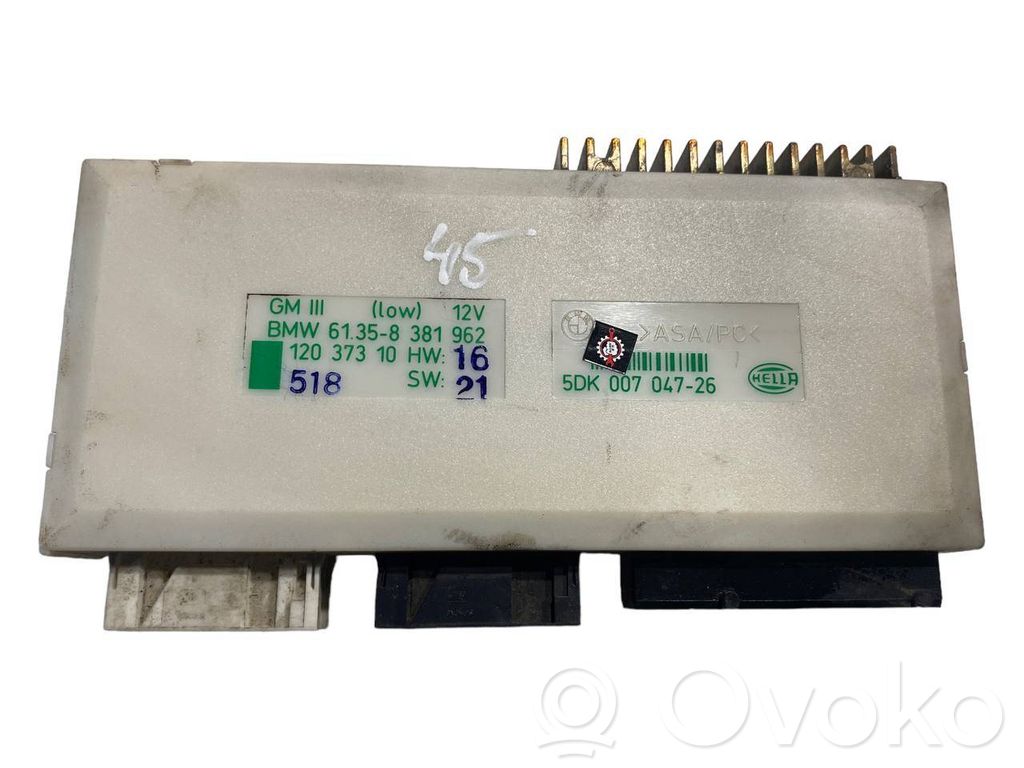 45
GM III (low) 12V
BMW 61.35-8 381 962
120 373 10 HW: 16
518 SW: 21
>ASA/PC<
5DK 007 047-26
HELLA
Ovoko